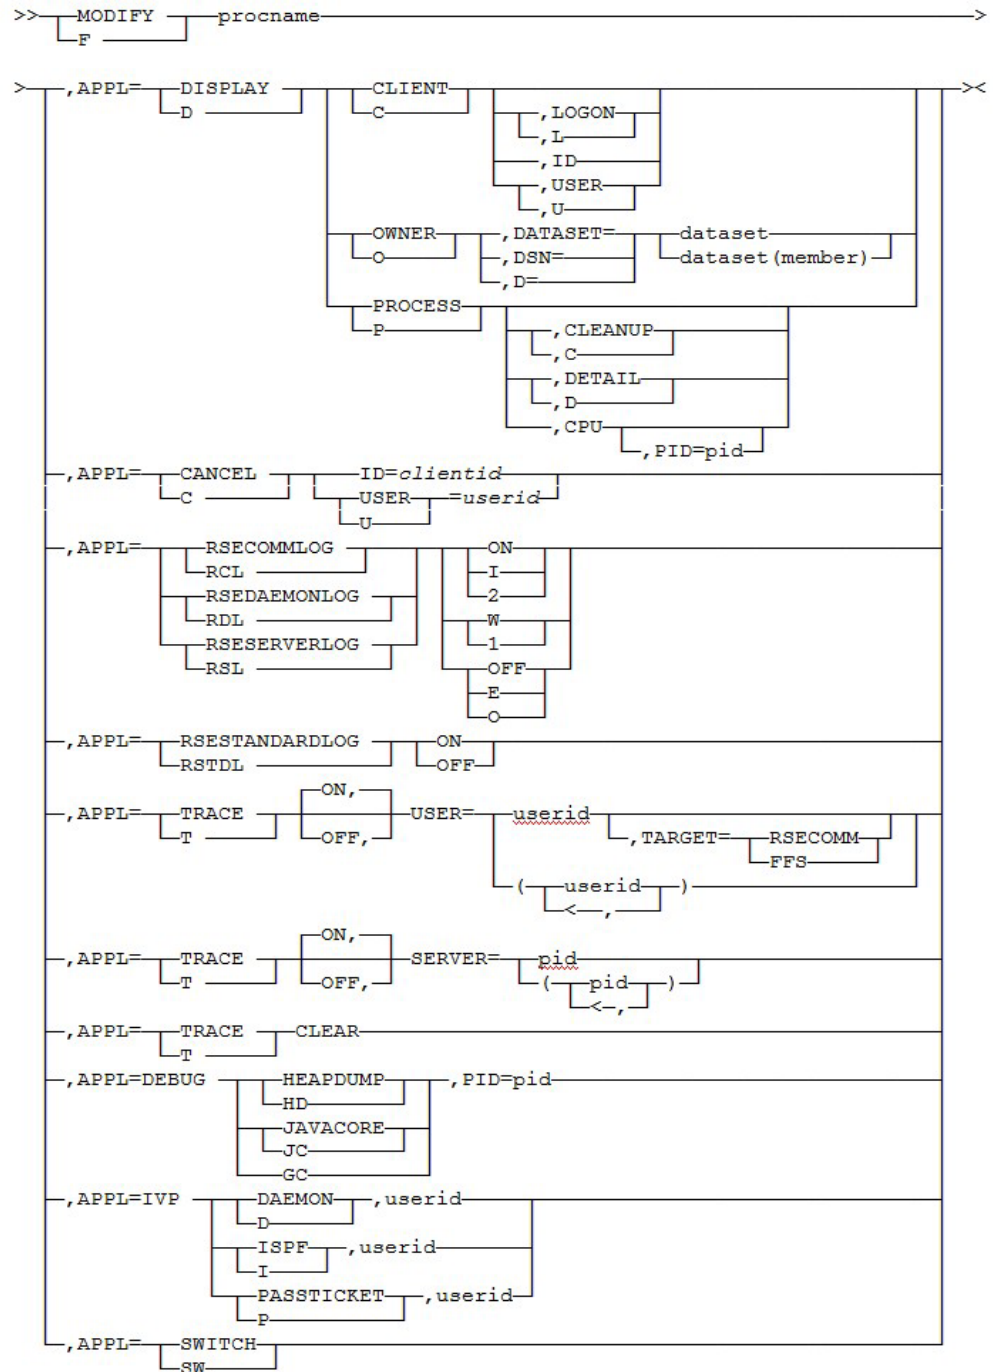 >> MODIFY procname >
F
> ,APPL= DISPLAY CLIENT ><
D C
,LOGON
,L
,ID
,USER
,U
OWNER ,DATASET= dataset
O ,DSN= dataset(member)
,D=
PROCESS
P
,CLEANUP
,C
,DETAIL
,D
,CPU
,PID=pid
,APPL= CANCEL ID=clientid
C USER =userid
U
,APPL= RSECOMMLOG ON
RCL I
RSEDAEMONLOG 2
RDL W
RSESERVERLOG 1
RSL OFF
E
O
,APPL= RSESTANDARDLOG ON
RSTDL OFF
ON,
,APPL= TRACE USER= userid
T OFF, ,TARGET= RSECOMM
FFS
( userid )
< ,
ON,
,APPL= TRACE SERVER= pid
T OFF, ( pid )
< ,
,APPL= TRACE CLEAR
T
,APPL=DEBUG HEAPDUMP ,PID=pid
HD
JAVACORE
JC
GC
,APPL=IVP DAEMON ,userid
D
ISPF ,userid
I
PASSTICKET ,userid
P
,APPL= SWITCH
SW